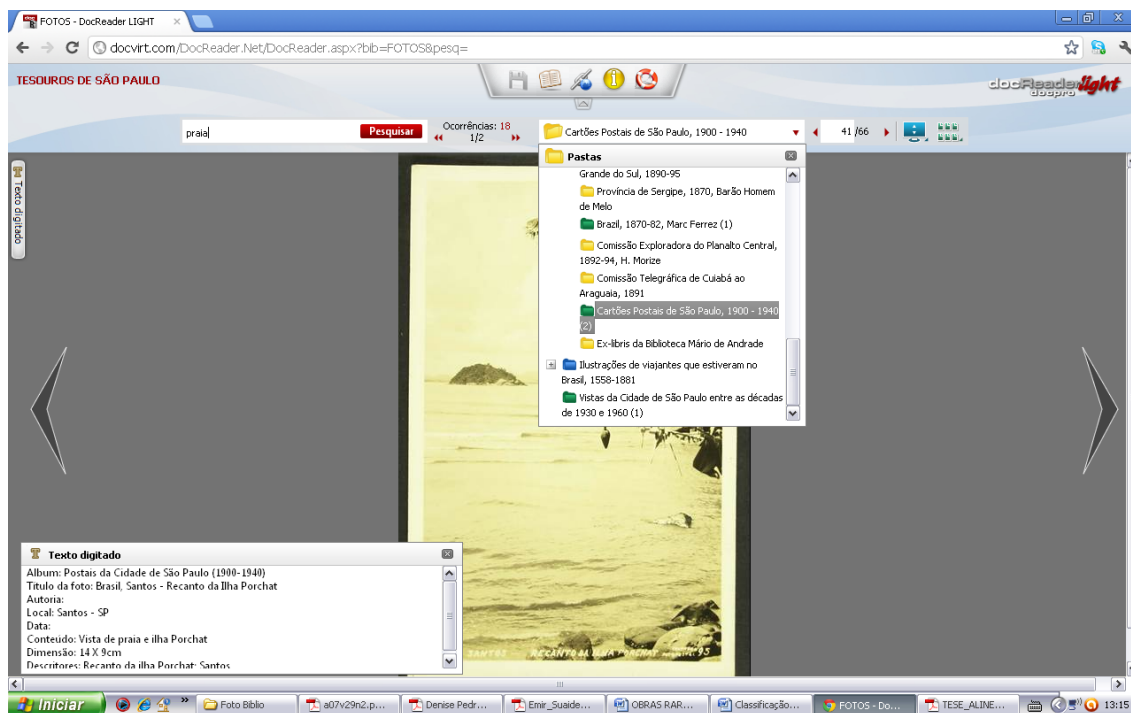 FOTOS - DocReader LIGHT
docvirt.com/DocReader.Net/DocReader.aspx?bib=FOTOS&pesq=
TESOUROS DE SÃO PAULO
docReaderlight
docpro
praia
Pesquisar
Ocorrências: 18
1/2
Cartões Postais de São Paulo, 1900 - 1940
41 /66
Pastas
Grande do Sul, 1890-95
Província de Sergipe, 1870, Barão Homem
de Melo
Brazil, 1870-82, Marc Ferrez (1)
Comissão Exploradora do Planalto Central,
1892-94, H. Morize
Comissão Telegráfica de Cuiabá ao
Araguaia, 1891
Cartões Postais de São Paulo, 1900 - 1940
(2)
Ex-libris da Biblioteca Mário de Andrade
Ilustrações de viajantes que estiveram no
Brasil, 1558-1881
Vistas da Cidade de São Paulo entre as décadas
de 1930 e 1960 (1)
Texto digitado
Texto digitado
Album: Postais da Cidade de São Paulo (1900-1940)
Título da foto: Brasil, Santos - Recanto da Ilha Porchat
Autoria:
Local: Santos - SP
Data:
Conteúdo: Vista de praia e ilha Porchat
Dimensão: 14 X 9cm
Descritores: Recanto da ilha Porchat; Santos
SANTOS - RECANTO DA ILHA PORCHAT 95
Iniciar
Foto Biblio
a07v29n2.p...
Denise Pedr...
Emir_Suaide...
OBRAS RAR...
Classificação...
FOTOS - Do...
TESE_ALINE...
13:15